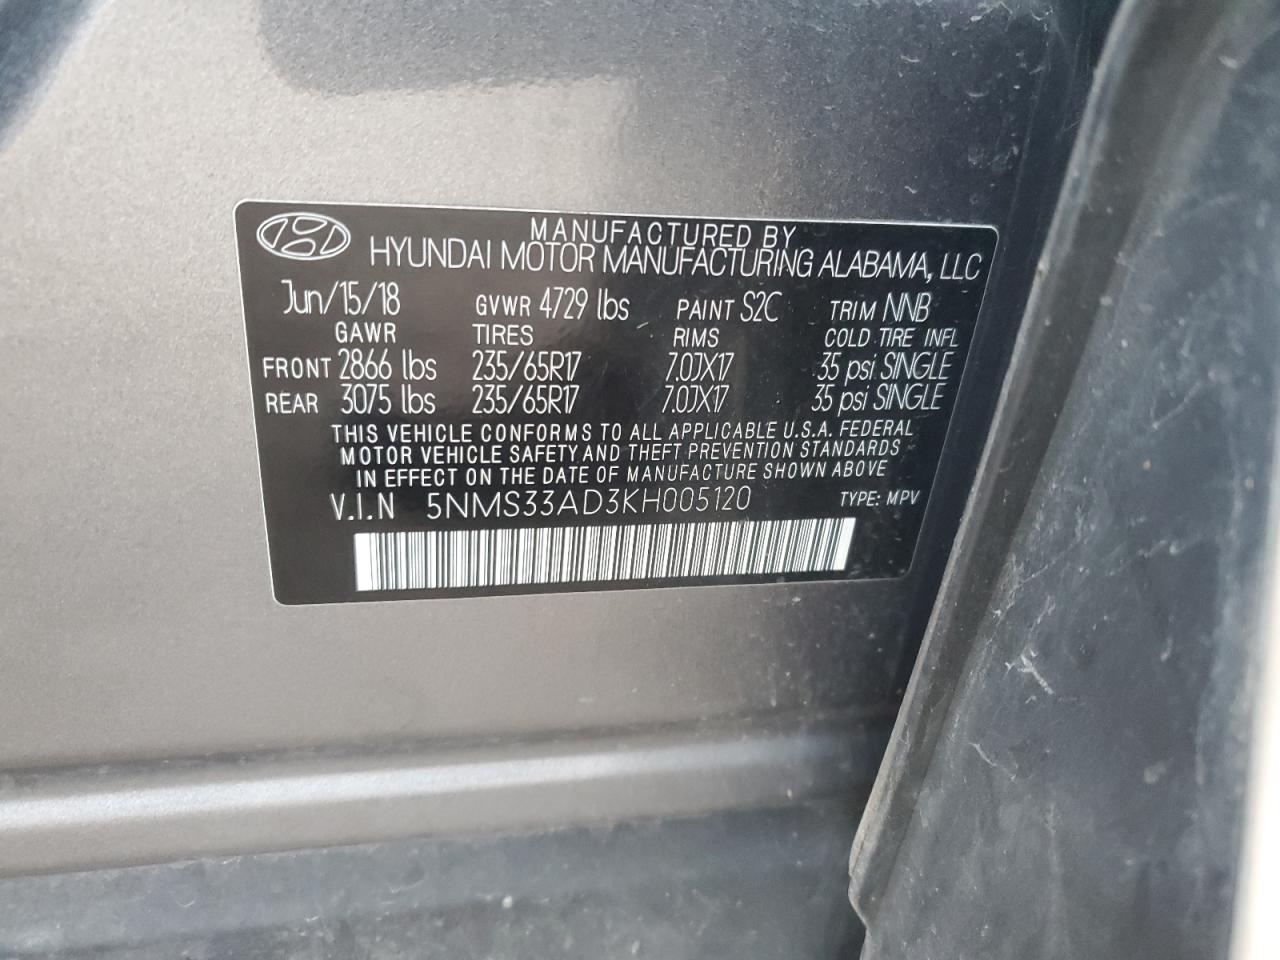 MANUFACTURED BY
HYUNDAI MOTOR MANUFACTURING ALABAMA, LLC
Jun/15/18 GVWR 4729 lbs PAINT S2C TRIM NNB
GAWR TIRES RIMS COLD TIRE INFL
FRONT 2866 lbs 235/65R17 7.0JX17 35 psi SINGLE
REAR 3075 lbs 235/65R17 7.0JX17 35 psi SINGLE
THIS VEHICLE CONFORMS TO ALL APPLICABLE U.S.A. FEDERAL
MOTOR VEHICLE SAFETY AND THEFT PREVENTION STANDARDS
IN EFFECT ON THE DATE OF MANUFACTURE SHOWN ABOVE
V.I.N 5NMS33AD3KH005120 TYPE: MPV